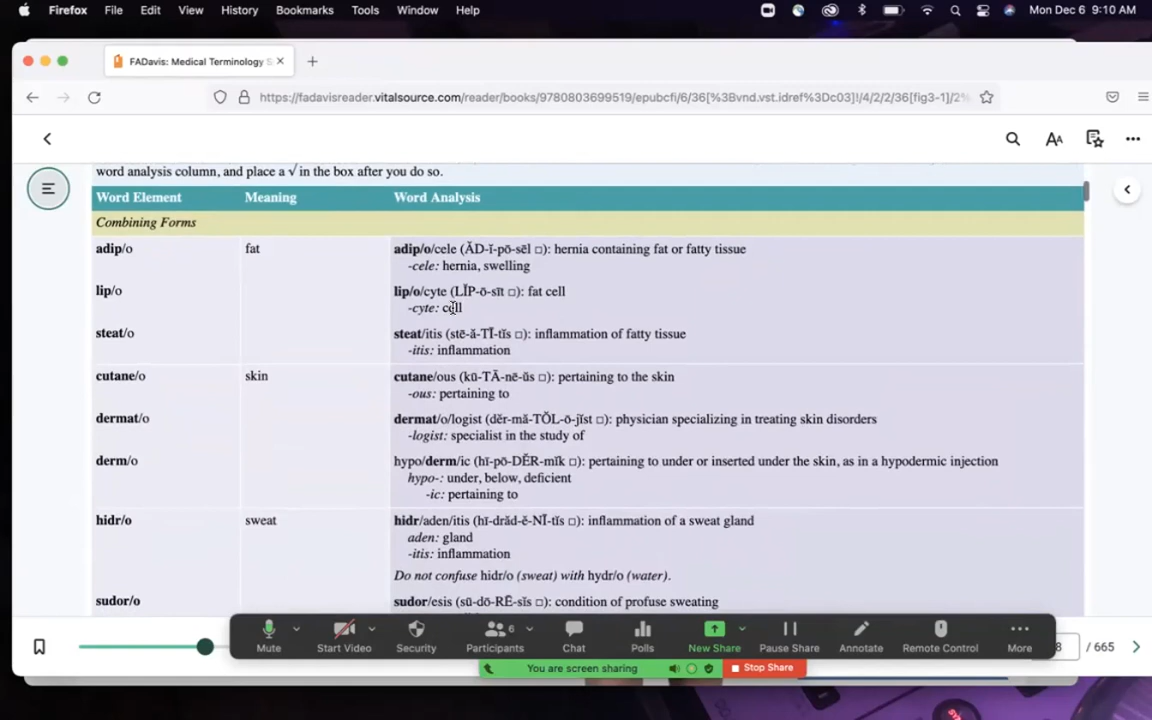 Firefox File Edit View History Bookmarks Tools Window Help Mon Dec 6 9:10 AM
FADavis: Medical Terminology S
https://fadavisreader.vitalsource.com/reader/books/9780803699519/epubcfi/6/36[%3Bvnd.vst.idref%3Dc03]!/4/2/2/36[fig3-1]/2%
AA
word analysis column, and place a √ in the box after you do so.
Word Element Meaning Word Analysis
Combining Forms
adip/o fat adip/o/cele (ĂD-ĭ-pō-sēl □): hernia containing fat or fatty tissue
-cele: hernia, swelling
lip/o lip/o/cyte (LĬP-ō-sīt □): fat cell
-cyte: cell
steat/o steat/itis (stē-ă-TĪ-tĭs □): inflammation of fatty tissue
-itis: inflammation
cutane/o skin cutane/ous (kū-TĀ-nē-ŭs □): pertaining to the skin
-ous: pertaining to
dermat/o dermat/o/logist (dĕr-mă-TŎL-ō-jĭst □): physician specializing in treating skin disorders
-logist: specialist in the study of
derm/o hypo/derm/ic (hī-pō-DĔR-mĭk □): pertaining to under or inserted under the skin, as in a hypodermic injection
hypo-: under, below, deficient
-ic: pertaining to
hidr/o sweat hidr/aden/itis (hī-drăd-ĕ-NĪ-tĭs □): inflammation of a sweat gland
aden: gland
-itis: inflammation
Do not confuse hidr/o (sweat) with hydr/o (water).
sudor/o sudor/esis (sū-dō-RĒ-sĭs □): condition of profuse sweating
Mute Start Video Security Participants 6 Chat Polls New Share Pause Share Annotate Remote Control More
8 / 665
You are screen sharing Stop Share